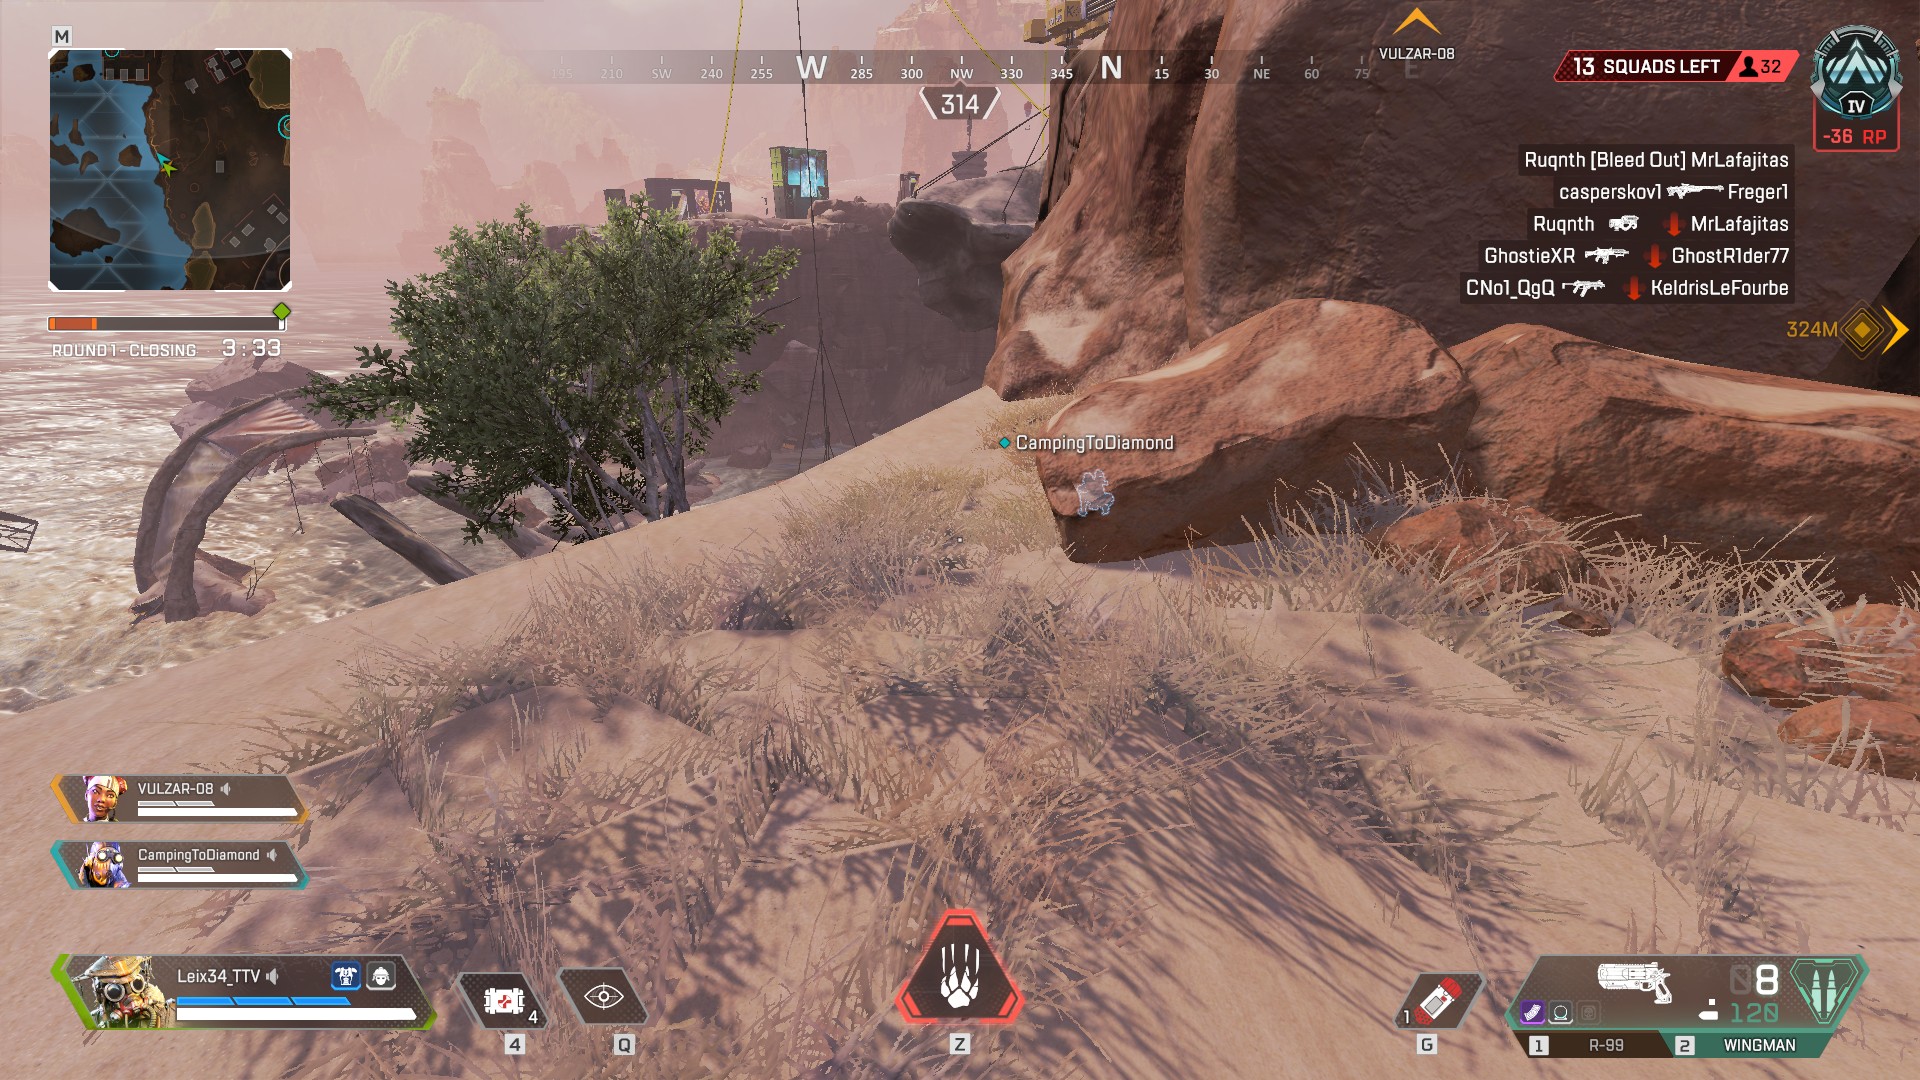 M
195 210 SW 240 255 W 285 300 NW 330 345 N 15 30 NE 60 75 E
314
VULZAR-08
13 SQUADS LEFT 32
IV
-36 RP
Ruqnth [Bleed Out] MrLafajitas
casperskov1 Freger1
Ruqnth MrLafajitas
GhostieXR GhostR1der77
CNo1_QgQ KeldrisLeFourbe
324M
ROUND 1 - CLOSING 3:33
CampingToDiamond
VULZAR-08
CampingToDiamond
Leix34_TTV
4
4
Q
Z
1
G
08
120
1 R-99 2 WINGMAN